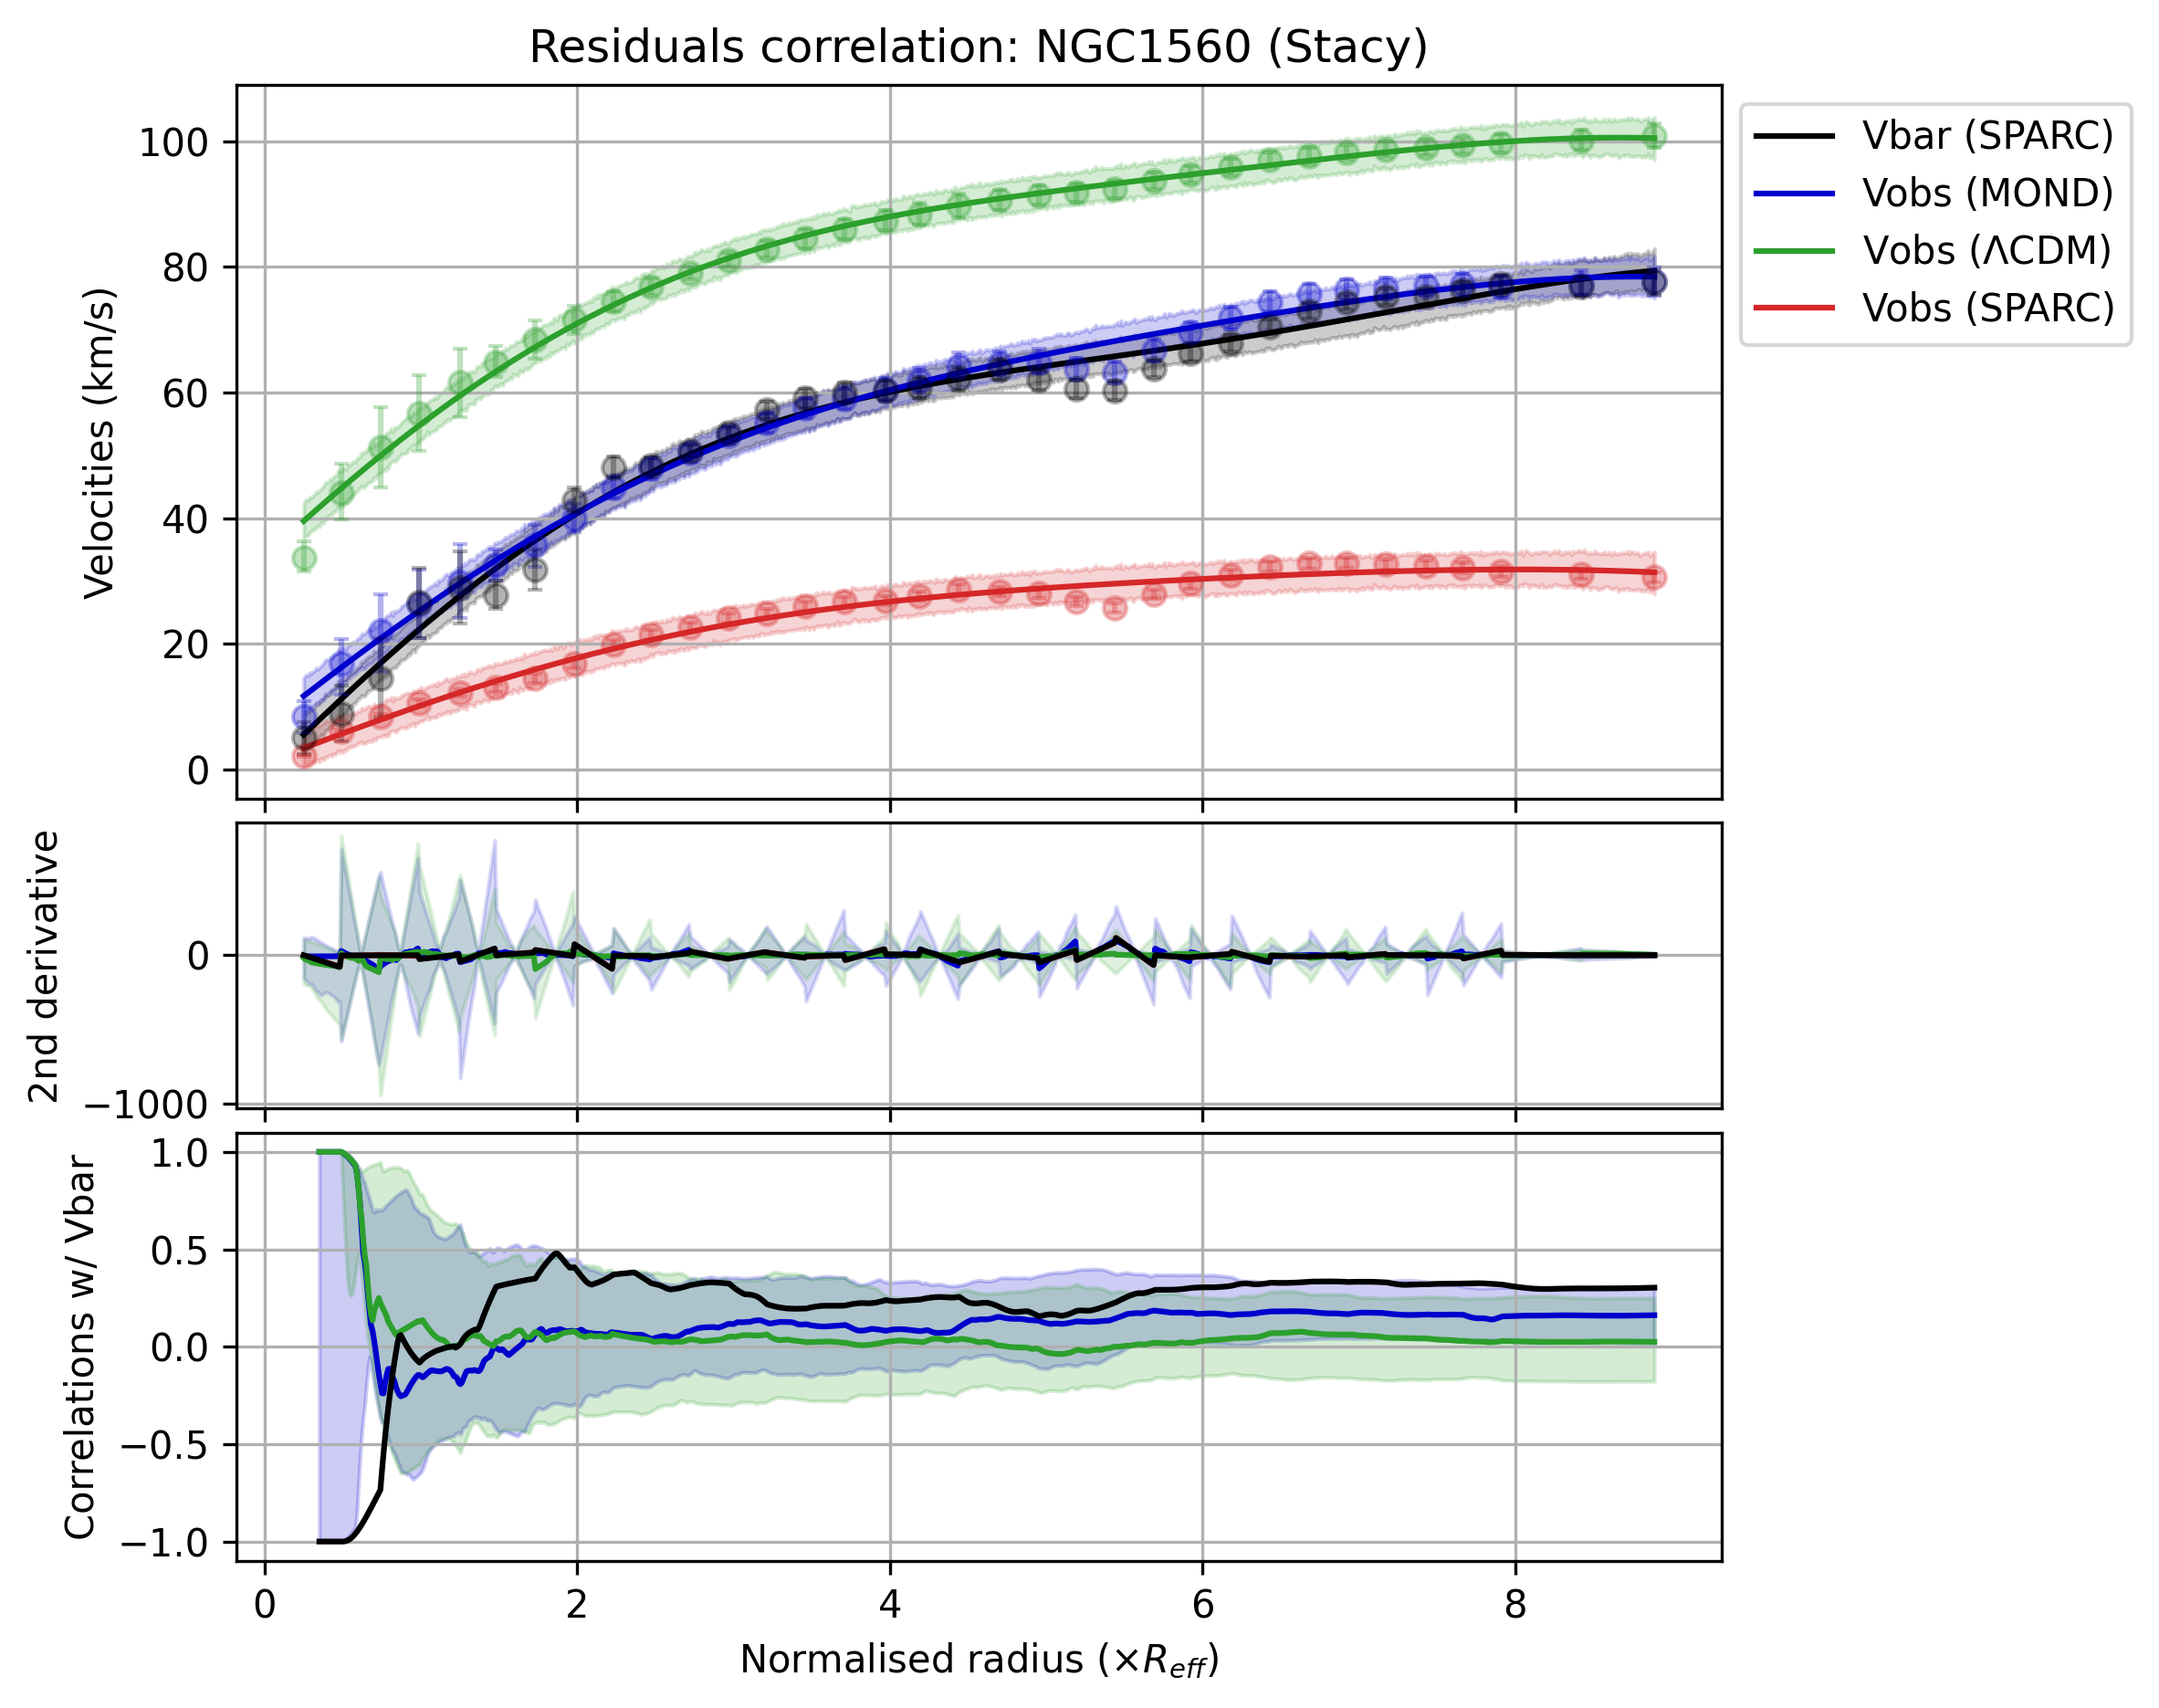 Residuals correlation: NGC1560 (Stacy)
Velocities (km/s)
100
80
60
40
20
0
Vbar (SPARC)
Vobs (MOND)
Vobs (ΛCDM)
Vobs (SPARC)
2nd derivative
0
−1000
Correlations w/ Vbar
1.0
0.5
0.0
−0.5
−1.0
0 2 4 6 8
Normalised radius (×R_eff)